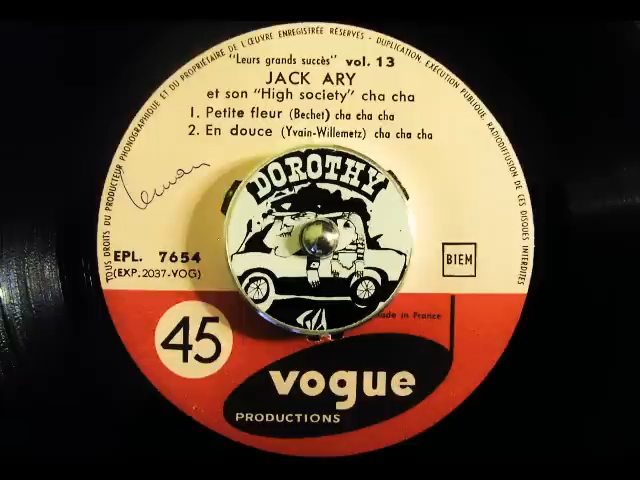 TOUS DROITS DU PRODUCTEUR PHONOGRAPHIQUE ET DU PROPRIÉTAIRE DE L'ŒUVRE ENREGISTRÉE RÉSERVÉS - DUPLICATION, EXÉCUTION PUBLIQUE, RADIODIFFUSION DE CES DISQUES INTERDITES
"Leurs grands succès" vol. 13
JACK ARY
et son "High society" cha cha
1. Petite fleur (Bechet) cha cha cha
2. En douce (Yvain-Willemetz) cha cha cha
DOROTHY
EPL. 7654
(EXP. 2037-VOG)
BIEM
45
Made in France
vogue
PRODUCTIONS